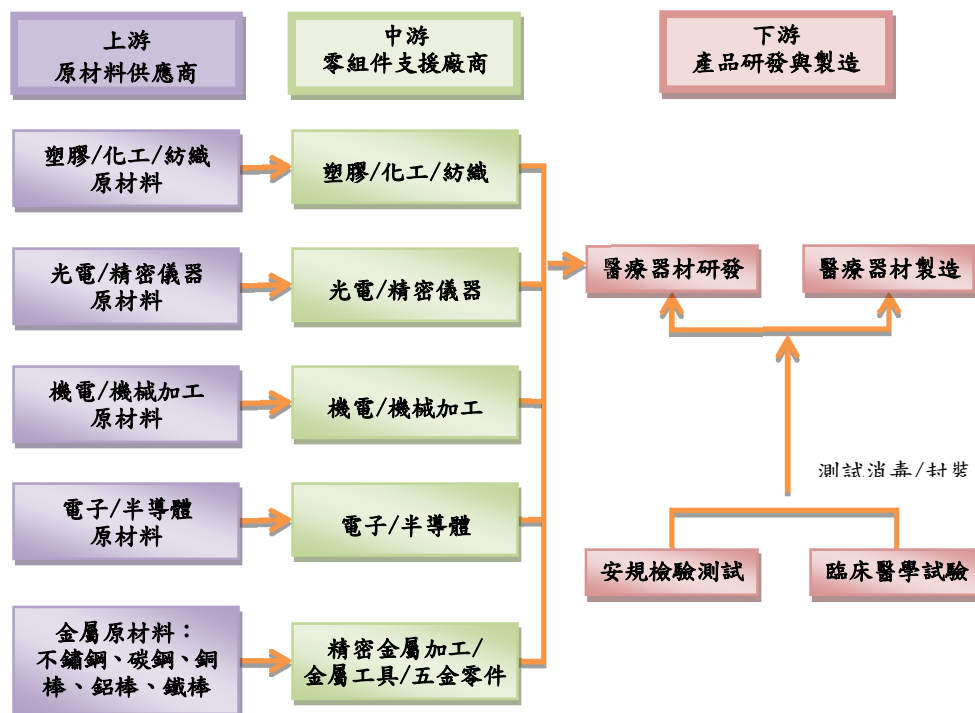 上游
原材料供應商
中游
零組件支援廠商
下游
產品研發與製造
塑膠/化工/紡織
原材料
塑膠/化工/紡織
光電/精密儀器
原材料
光電/精密儀器
醫療器材研發
醫療器材製造
機電/機械加工
原材料
機電/機械加工
測試消毒/封裝
電子/半導體
原材料
電子/半導體
安規檢驗測試
臨床醫學試驗
金屬原材料：
不鏽鋼、碳鋼、銅
棒、鋁棒、鐵棒
精密金屬加工/
金屬工具/五金零件